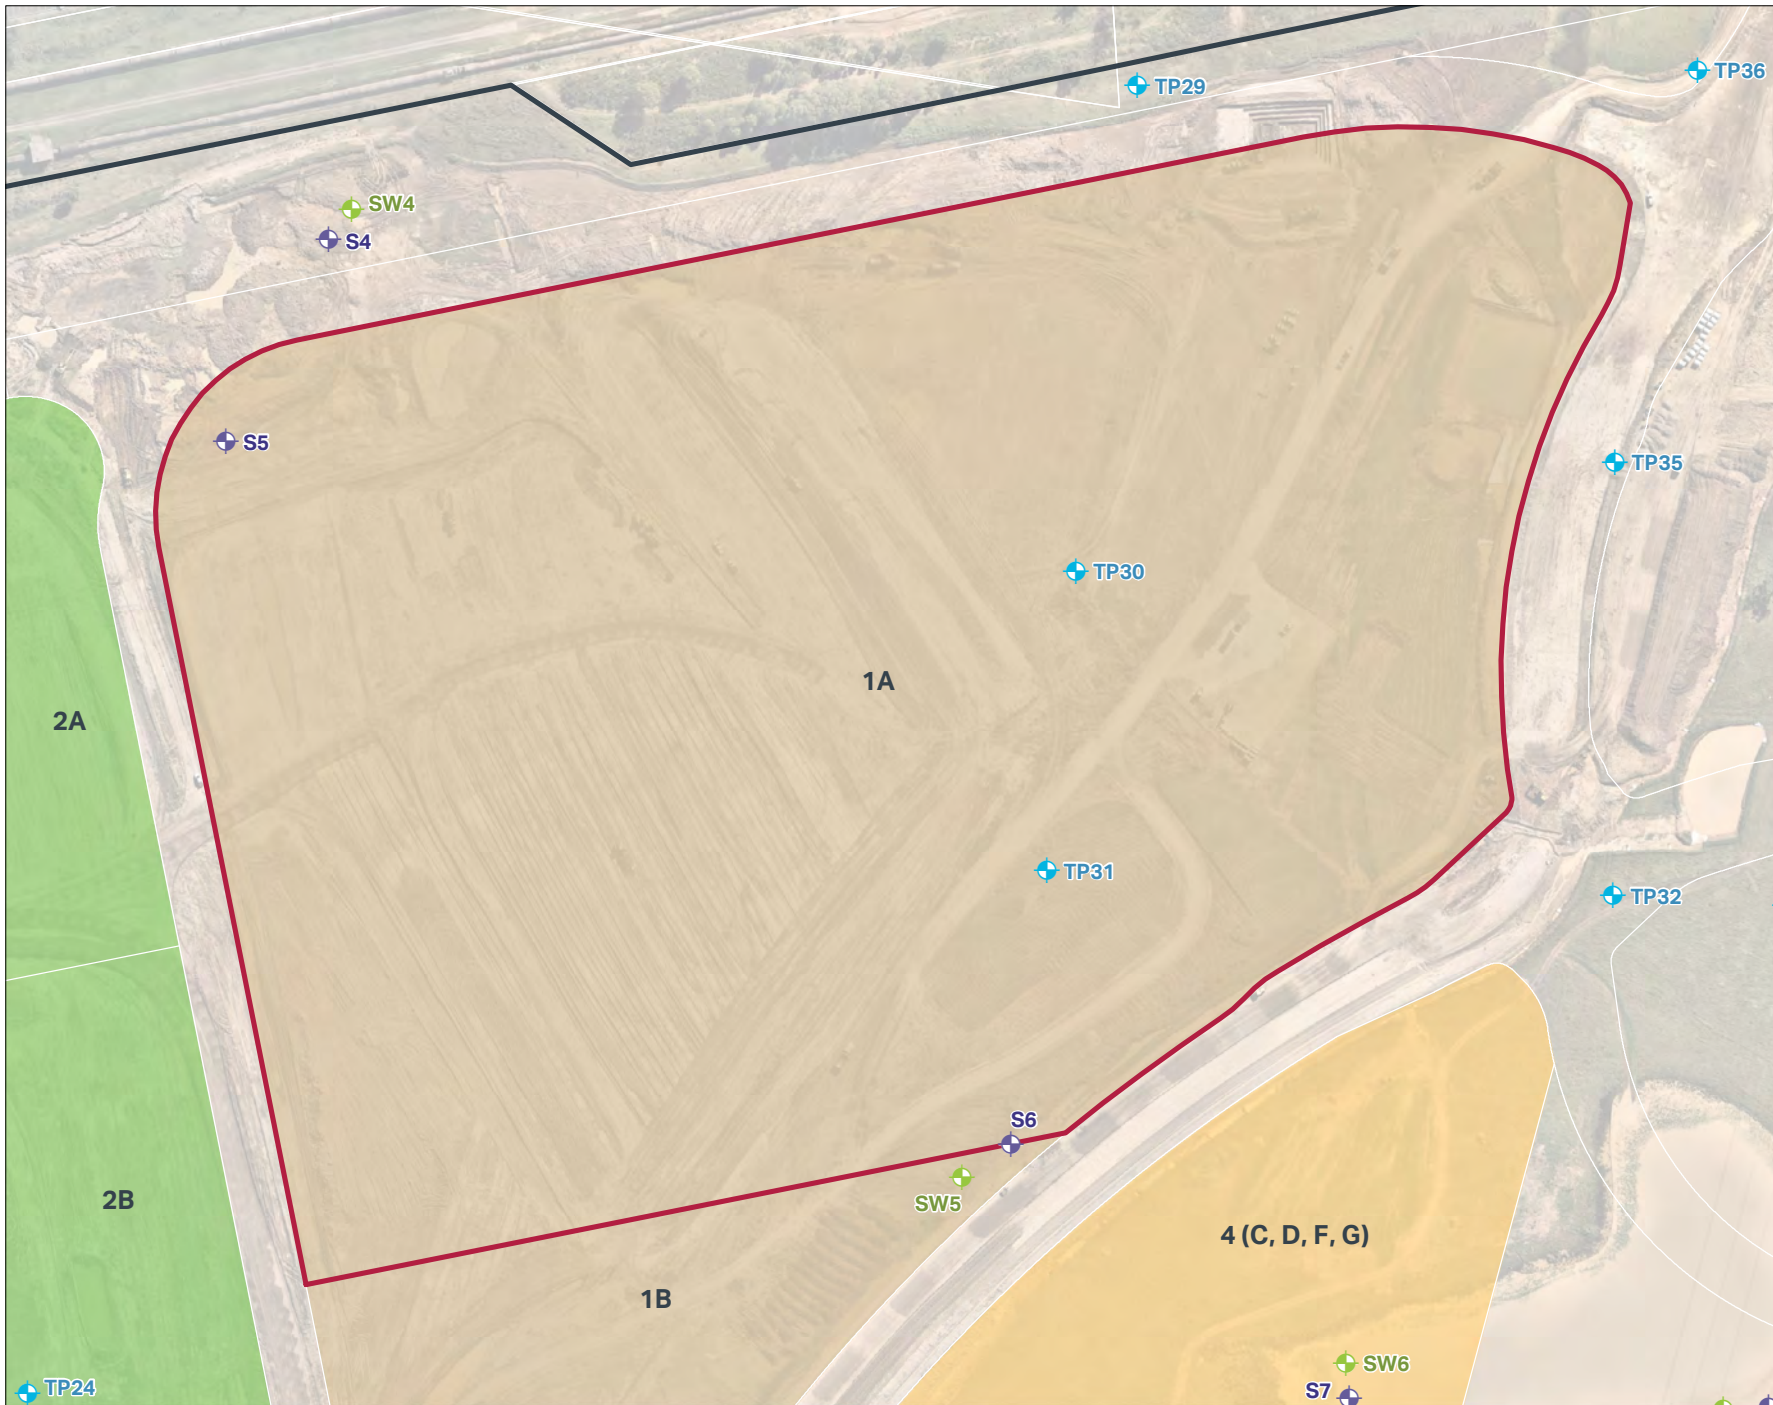 TP29
TP36
SW4
S4
S5
TP35
TP30
1A
2A
TP31
TP32
S6
2B
SW5
4 (C, D, F, G)
1B
SW6
TP24
S7